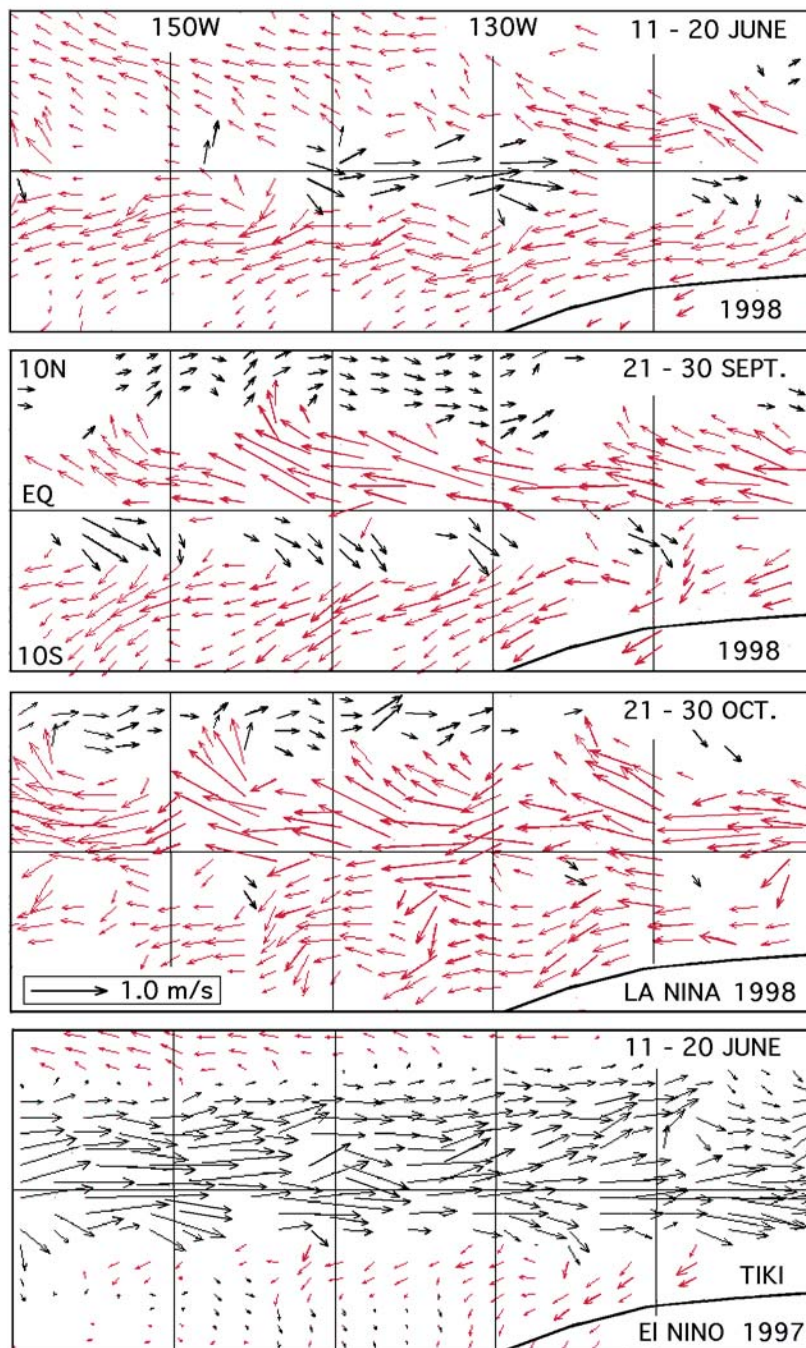 150W 130W 11 - 20 JUNE
1998
10N 21 - 30 SEPT.
EQ
10S 1998
21 - 30 OCT.
1.0 m/s LA NINA 1998
11 - 20 JUNE
TIKI
EI NINO 1997